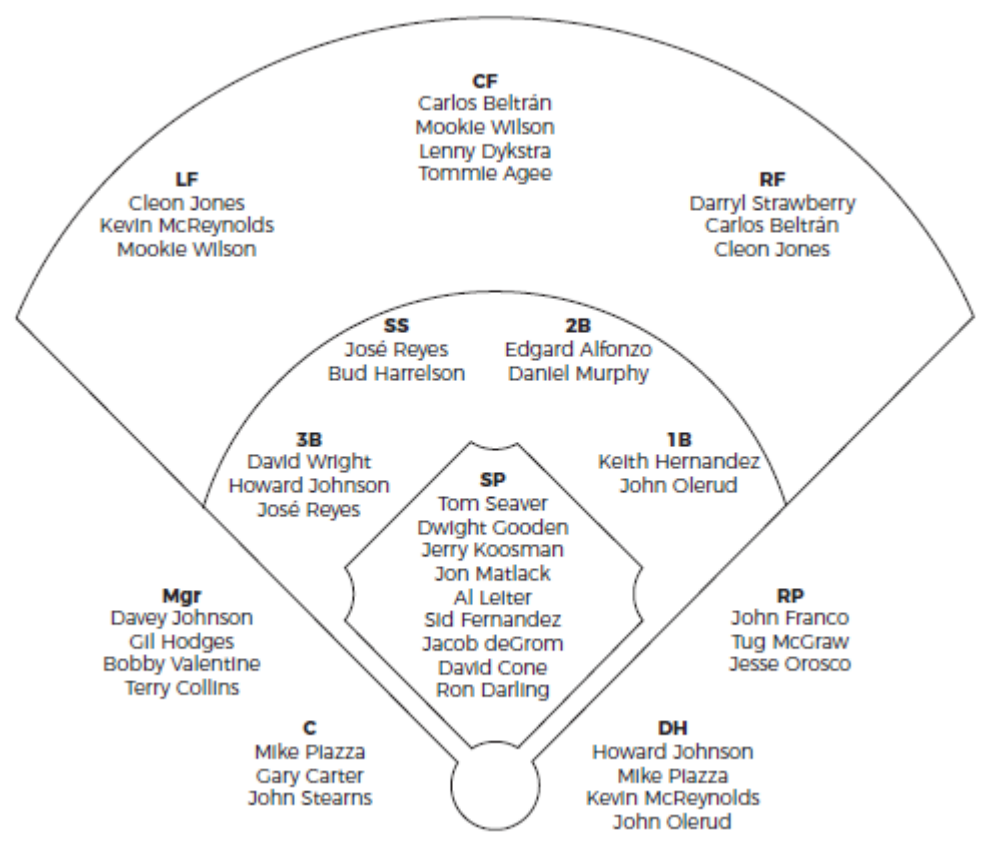 CF
Carlos Beltrán
Mookie Wilson
Lenny Dykstra
Tommie Agee
LF
Cleon Jones
Kevin McReynolds
Mookie Wilson
RF
Darryl Strawberry
Carlos Beltrán
Cleon Jones
SS
José Reyes
Bud Harrelson
2B
Edgard Alfonzo
Daniel Murphy
3B
David Wright
Howard Johnson
José Reyes
1B
Keith Hernandez
John Olerud
SP
Tom Seaver
Dwight Gooden
Jerry Koosman
Jon Matlack
Al Leiter
Sid Fernandez
Jacob deGrom
David Cone
Ron Darling
Mgr
Davey Johnson
Gil Hodges
Bobby Valentine
Terry Collins
RP
John Franco
Tug McGraw
Jesse Orosco
C
Mike Piazza
Gary Carter
John Stearns
DH
Howard Johnson
Mike Piazza
Kevin McReynolds
John Olerud